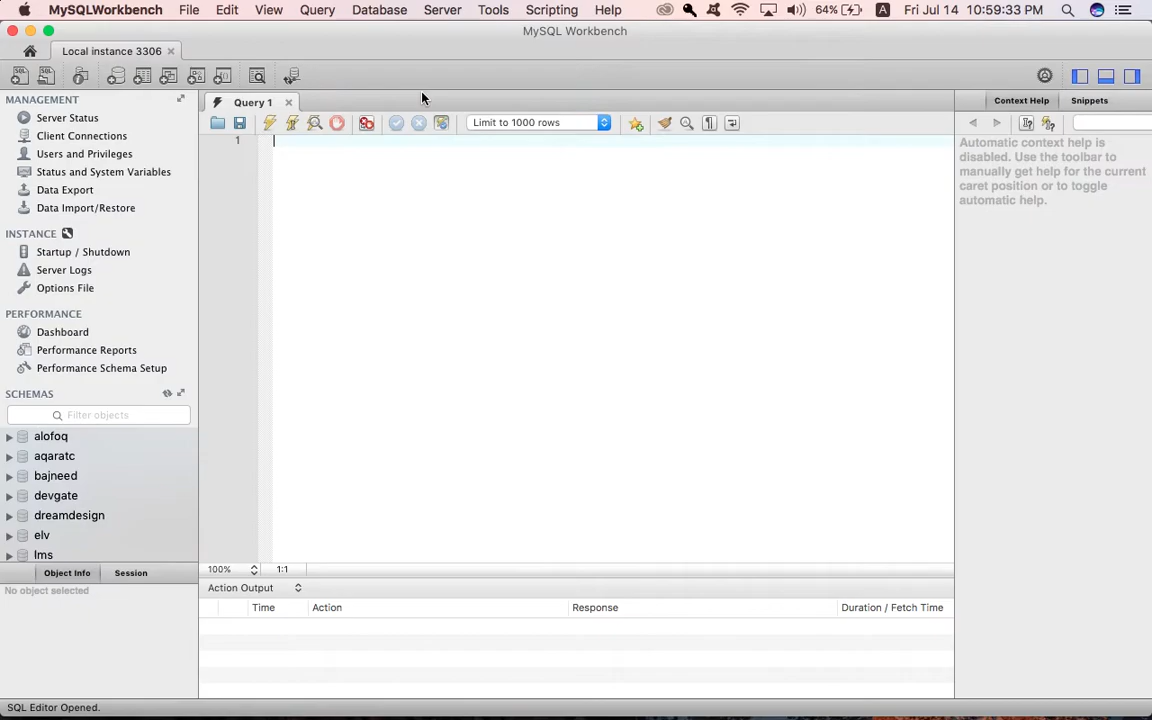 MySQLWorkbench File Edit View Query Database Server Tools Scripting Help 64% A Fri Jul 14 10:59:33 PM
MySQL Workbench
Local instance 3306
MANAGEMENT
Server Status
Client Connections
Users and Privileges
Status and System Variables
Data Export
Data Import/Restore
INSTANCE
Startup / Shutdown
Server Logs
Options File
PERFORMANCE
Dashboard
Performance Reports
Performance Schema Setup
SCHEMAS
Filter objects
alofoq
aqaratc
bajneed
devgate
dreamdesign
elv
lms
Object Info Session
No object selected
Query 1
Limit to 1000 rows
1
100% 1:1
Action Output
Time Action Response Duration / Fetch Time
Context Help Snippets
Automatic context help is
disabled. Use the toolbar to
manually get help for the current
caret position or to toggle
automatic help.
SQL Editor Opened.